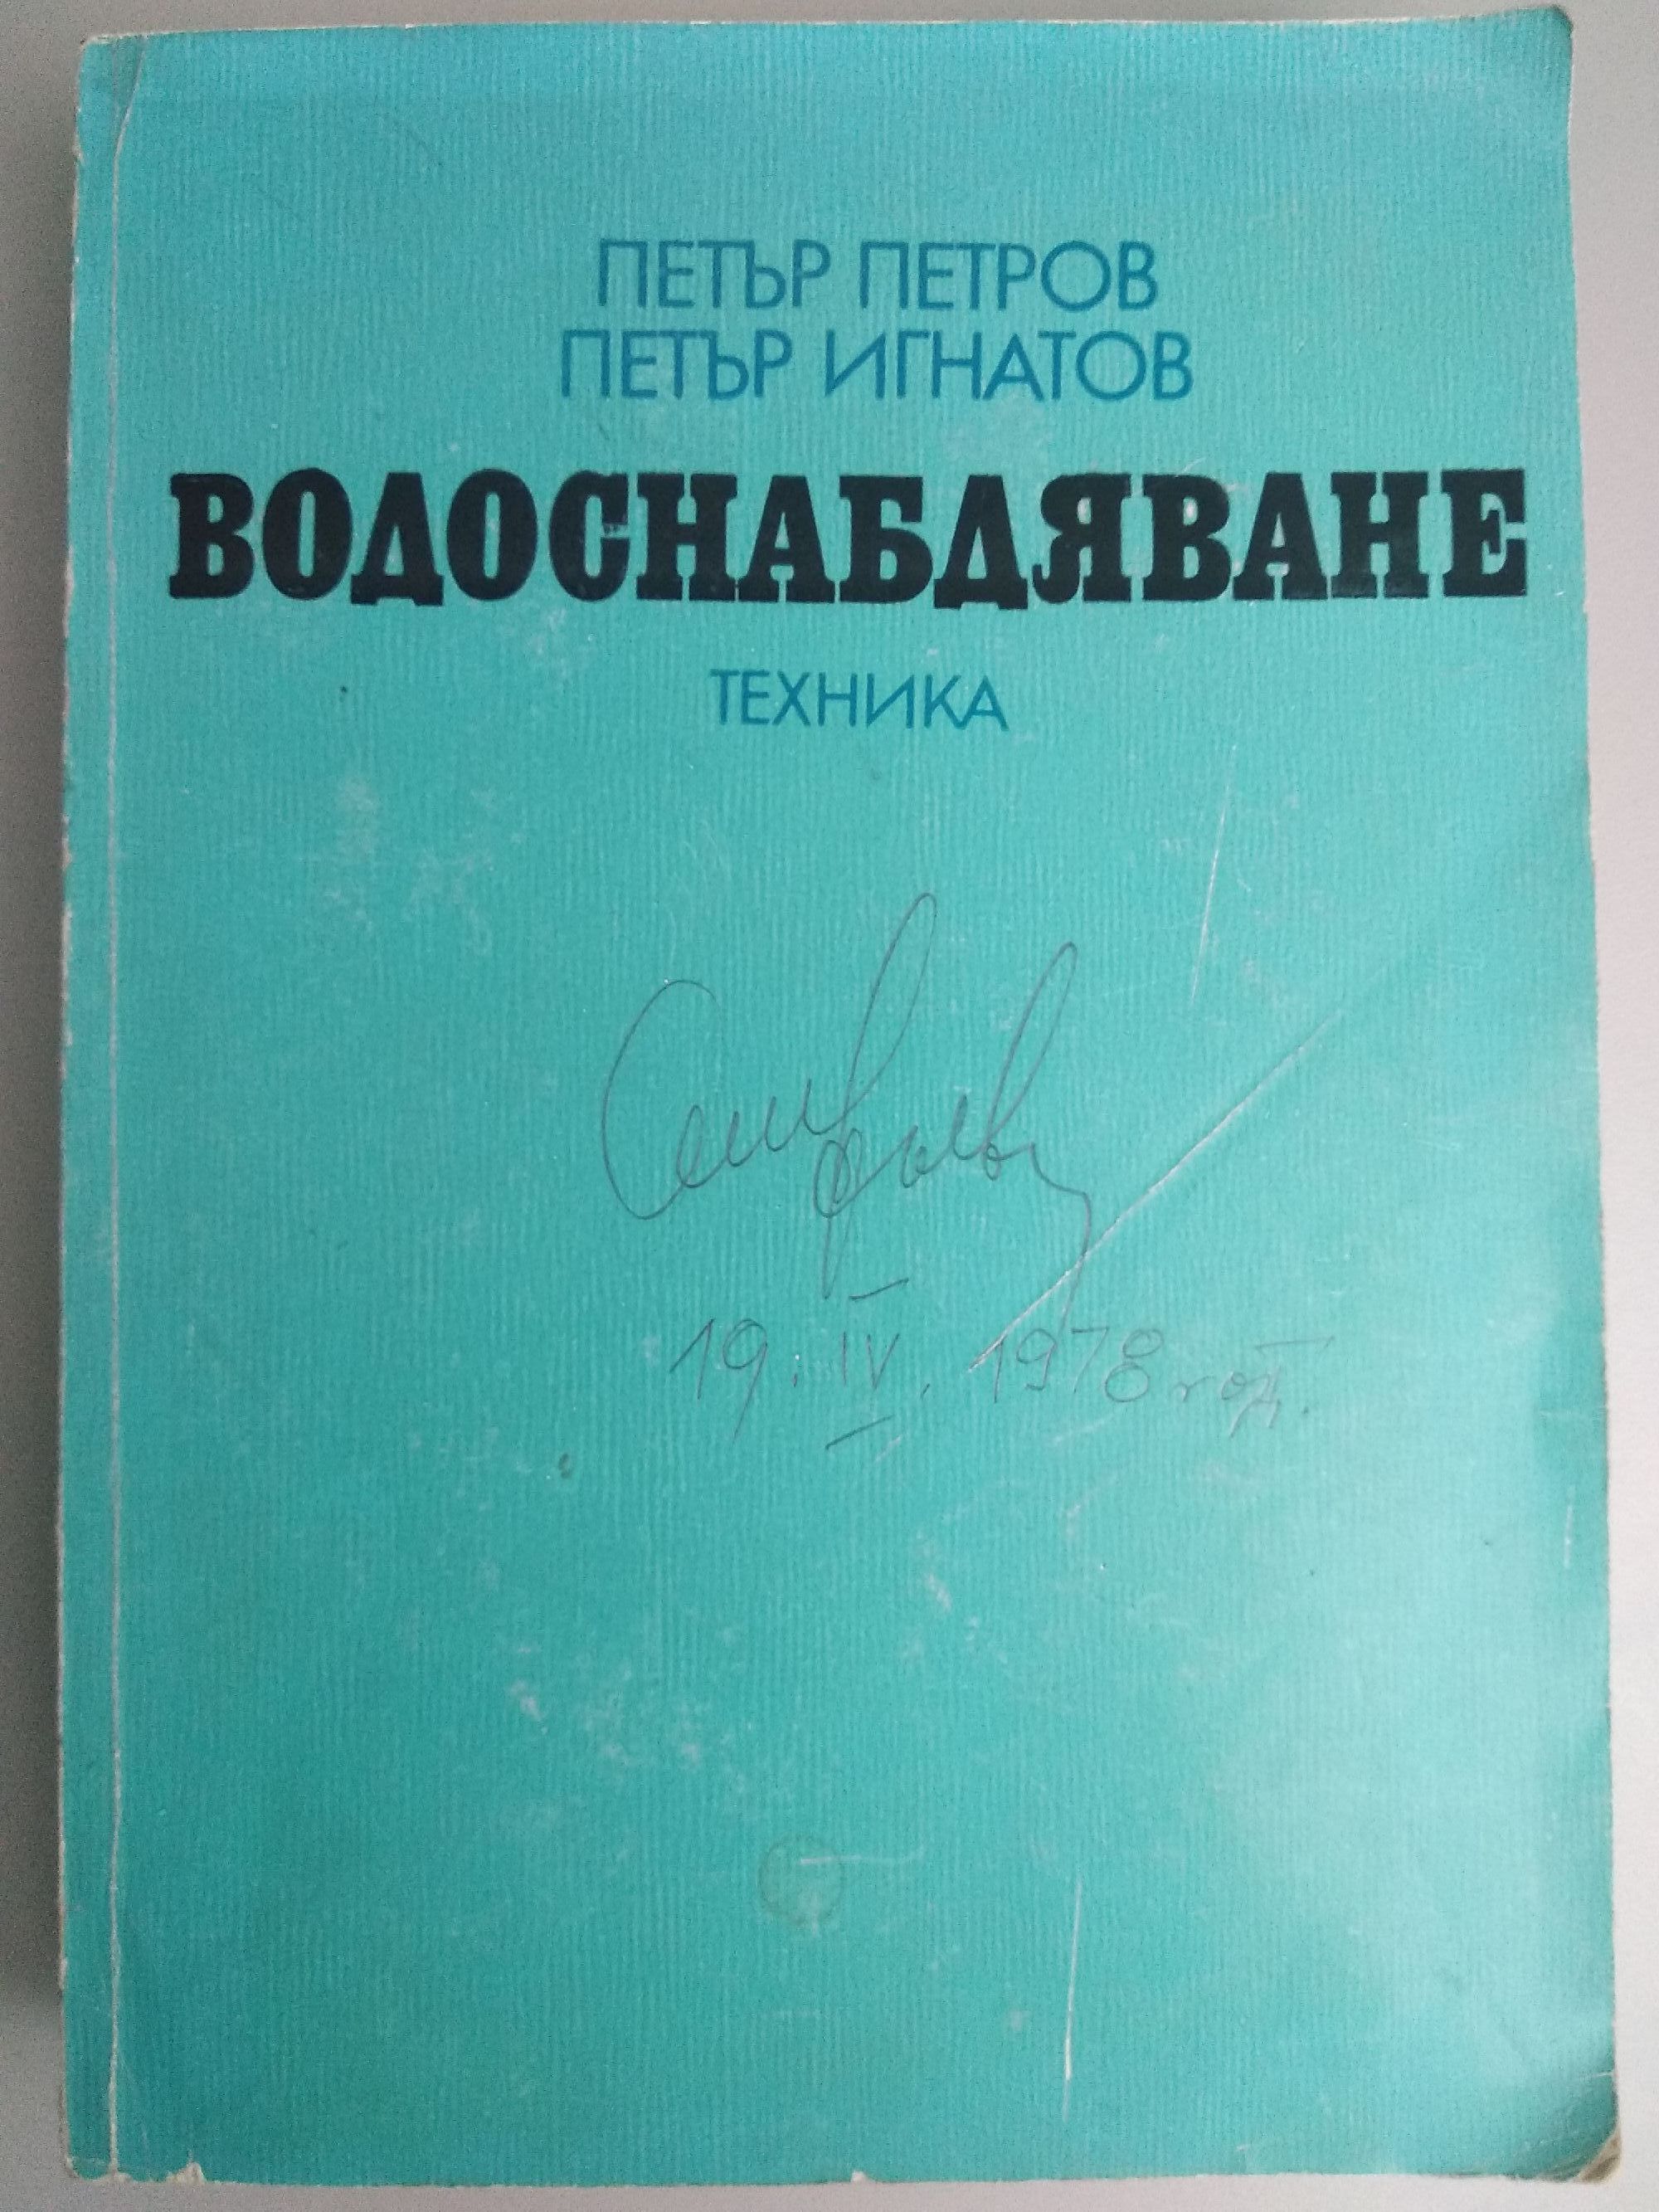 ПЕТЪР ПЕТРОВ
ПЕТЪР ИГНАТОВ
ВОДОСНАБДЯВАНЕ
ТЕХНИКА
19. IV. 1978 год.